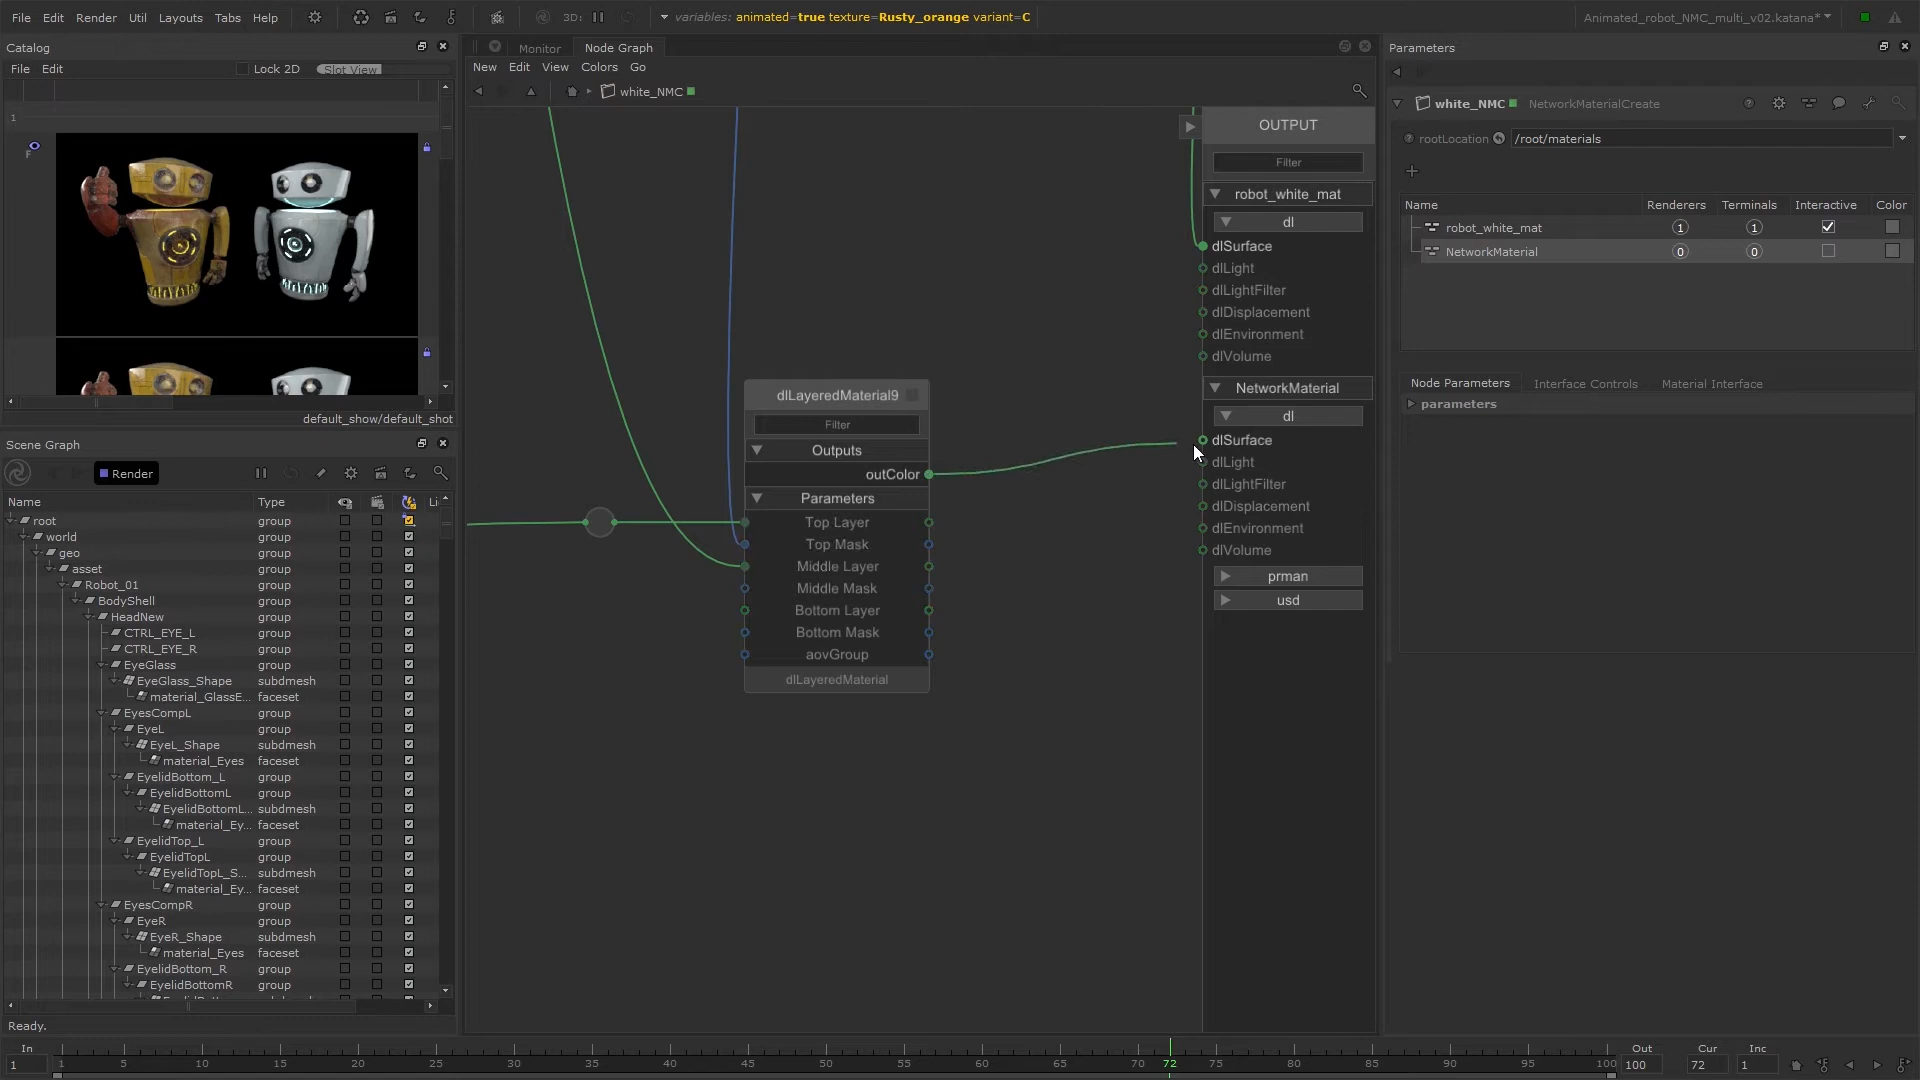 File Edit Render Util Layouts Tabs Help 3D: variables: animated=true texture=Rusty_orange variant=C Animated_robot_NMC_multi_v02.katana*
Catalog
File Edit Lock 2D Slot View
1
F
default_show/default_shot
Scene Graph
Render
Name Type Li
root group
world group
geo group
asset group
Robot_01 group
BodyShell group
HeadNew group
CTRL_EYE_L group
CTRL_EYE_R group
EyeGlass group
EyeGlass_Shape subdmesh
material_GlassE... faceset
EyesCompL group
EyeL group
EyeL_Shape subdmesh
material_Eyes faceset
EyelidBottom_L group
EyelidBottomL group
EyelidBottomL... subdmesh
material_Ey... faceset
EyelidTop_L group
EyelidTopL group
EyelidTopL_S... subdmesh
material_Ey... faceset
EyesCompR group
EyeR group
EyeR_Shape subdmesh
material_Eyes faceset
EyelidBottom_R group
EyelidBottomR group
Ready.
Monitor Node Graph
New Edit View Colors Go
white_NMC
dlLayeredMaterial9
Filter
Outputs
outColor
Parameters
Top Layer
Top Mask
Middle Layer
Middle Mask
Bottom Layer
Bottom Mask
aovGroup
dlLayeredMaterial
OUTPUT
Filter
robot_white_mat
dl
dlSurface
dlLight
dlLightFilter
dlDisplacement
dlEnvironment
dlVolume
NetworkMaterial
dl
dlSurface
dlLight
dlLightFilter
dlDisplacement
dlEnvironment
dlVolume
prman
usd
Parameters
white_NMC NetworkMaterialCreate
rootLocation /root/materials
Name Renderers Terminals Interactive Color
robot_white_mat 1 1
NetworkMaterial 0 0
Node Parameters Interface Controls Material Interface
parameters
In Out Cur Inc
1 1 5 10 15 20 25 30 35 40 45 50 55 60 65 70 72 75 80 85 90 95 100 100 72 1